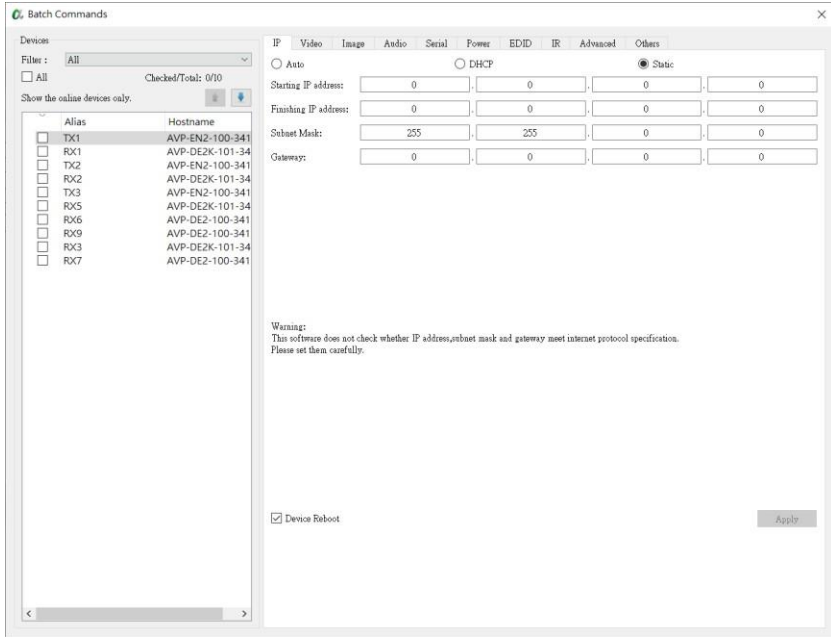 Batch Commands
Devices
Filter : All
All Checked/Total: 0/10
Show the online devices only.
Alias Hostname
TX1 AVP-EN2-100-341
RX1 AVP-DE2K-101-34
TX2 AVP-EN2-100-341
RX2 AVP-DE2K-101-34
TX3 AVP-EN2-100-341
RX5 AVP-DE2K-101-34
RX6 AVP-DE2-100-341
RX9 AVP-DE2-100-341
RX3 AVP-DE2K-101-34
RX7 AVP-DE2-100-341
IP Video Image Audio Serial Power EDID IR Advanced Others
Auto DHCP Static
Starting IP address: 0 . 0 . 0 . 0
Finishing IP address: 0 . 0 . 0 . 0
Subnet Mask: 255 . 255 . 0 . 0
Gateway: 0 . 0 . 0 . 0
Warning:
This software does not check whether IP address,subnet mask and gateway meet internet protocol specification.
Please set them carefully.
Device Reboot Apply